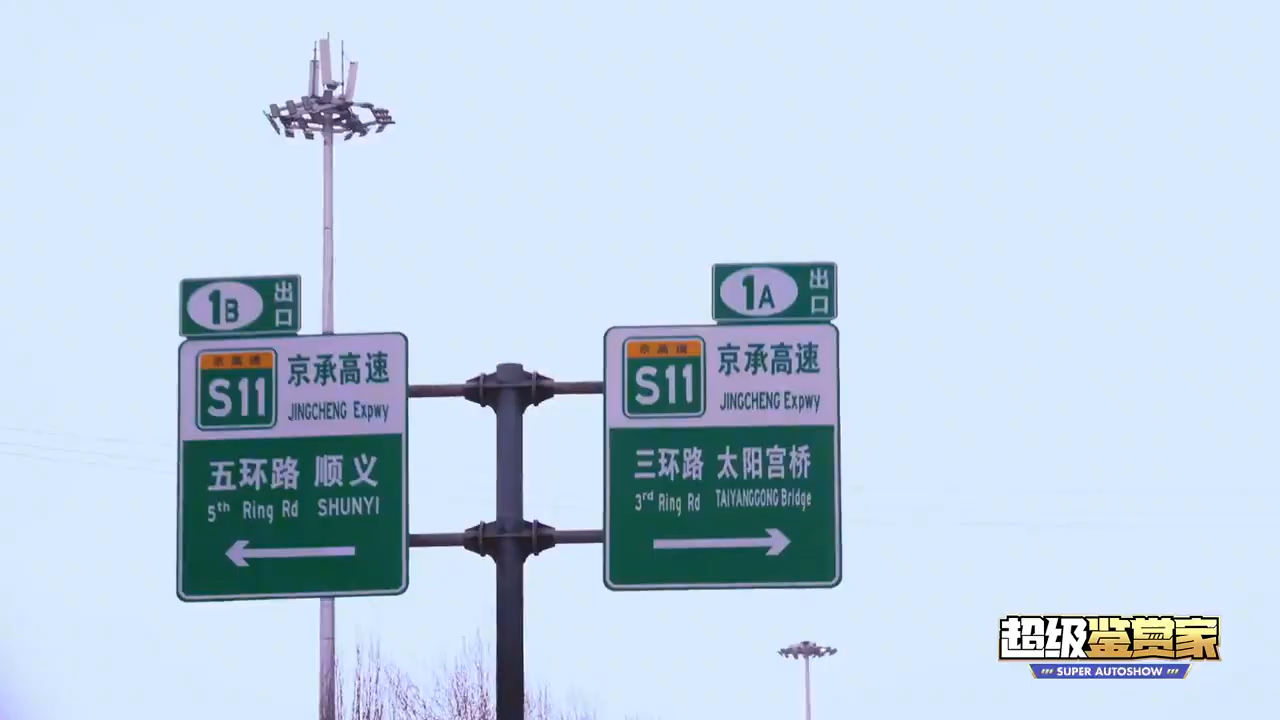 1B 出口
京高速
S11
京承高速
JINGCHENG Expwy
五环路 顺义
5th Ring Rd SHUNYI
1A 出口
京高速
S11
京承高速
JINGCHENG Expwy
三环路 太阳宫桥
3rd Ring Rd TAIYANGGONG Bridge
超级鉴赏家
SUPER AUTOSHOW